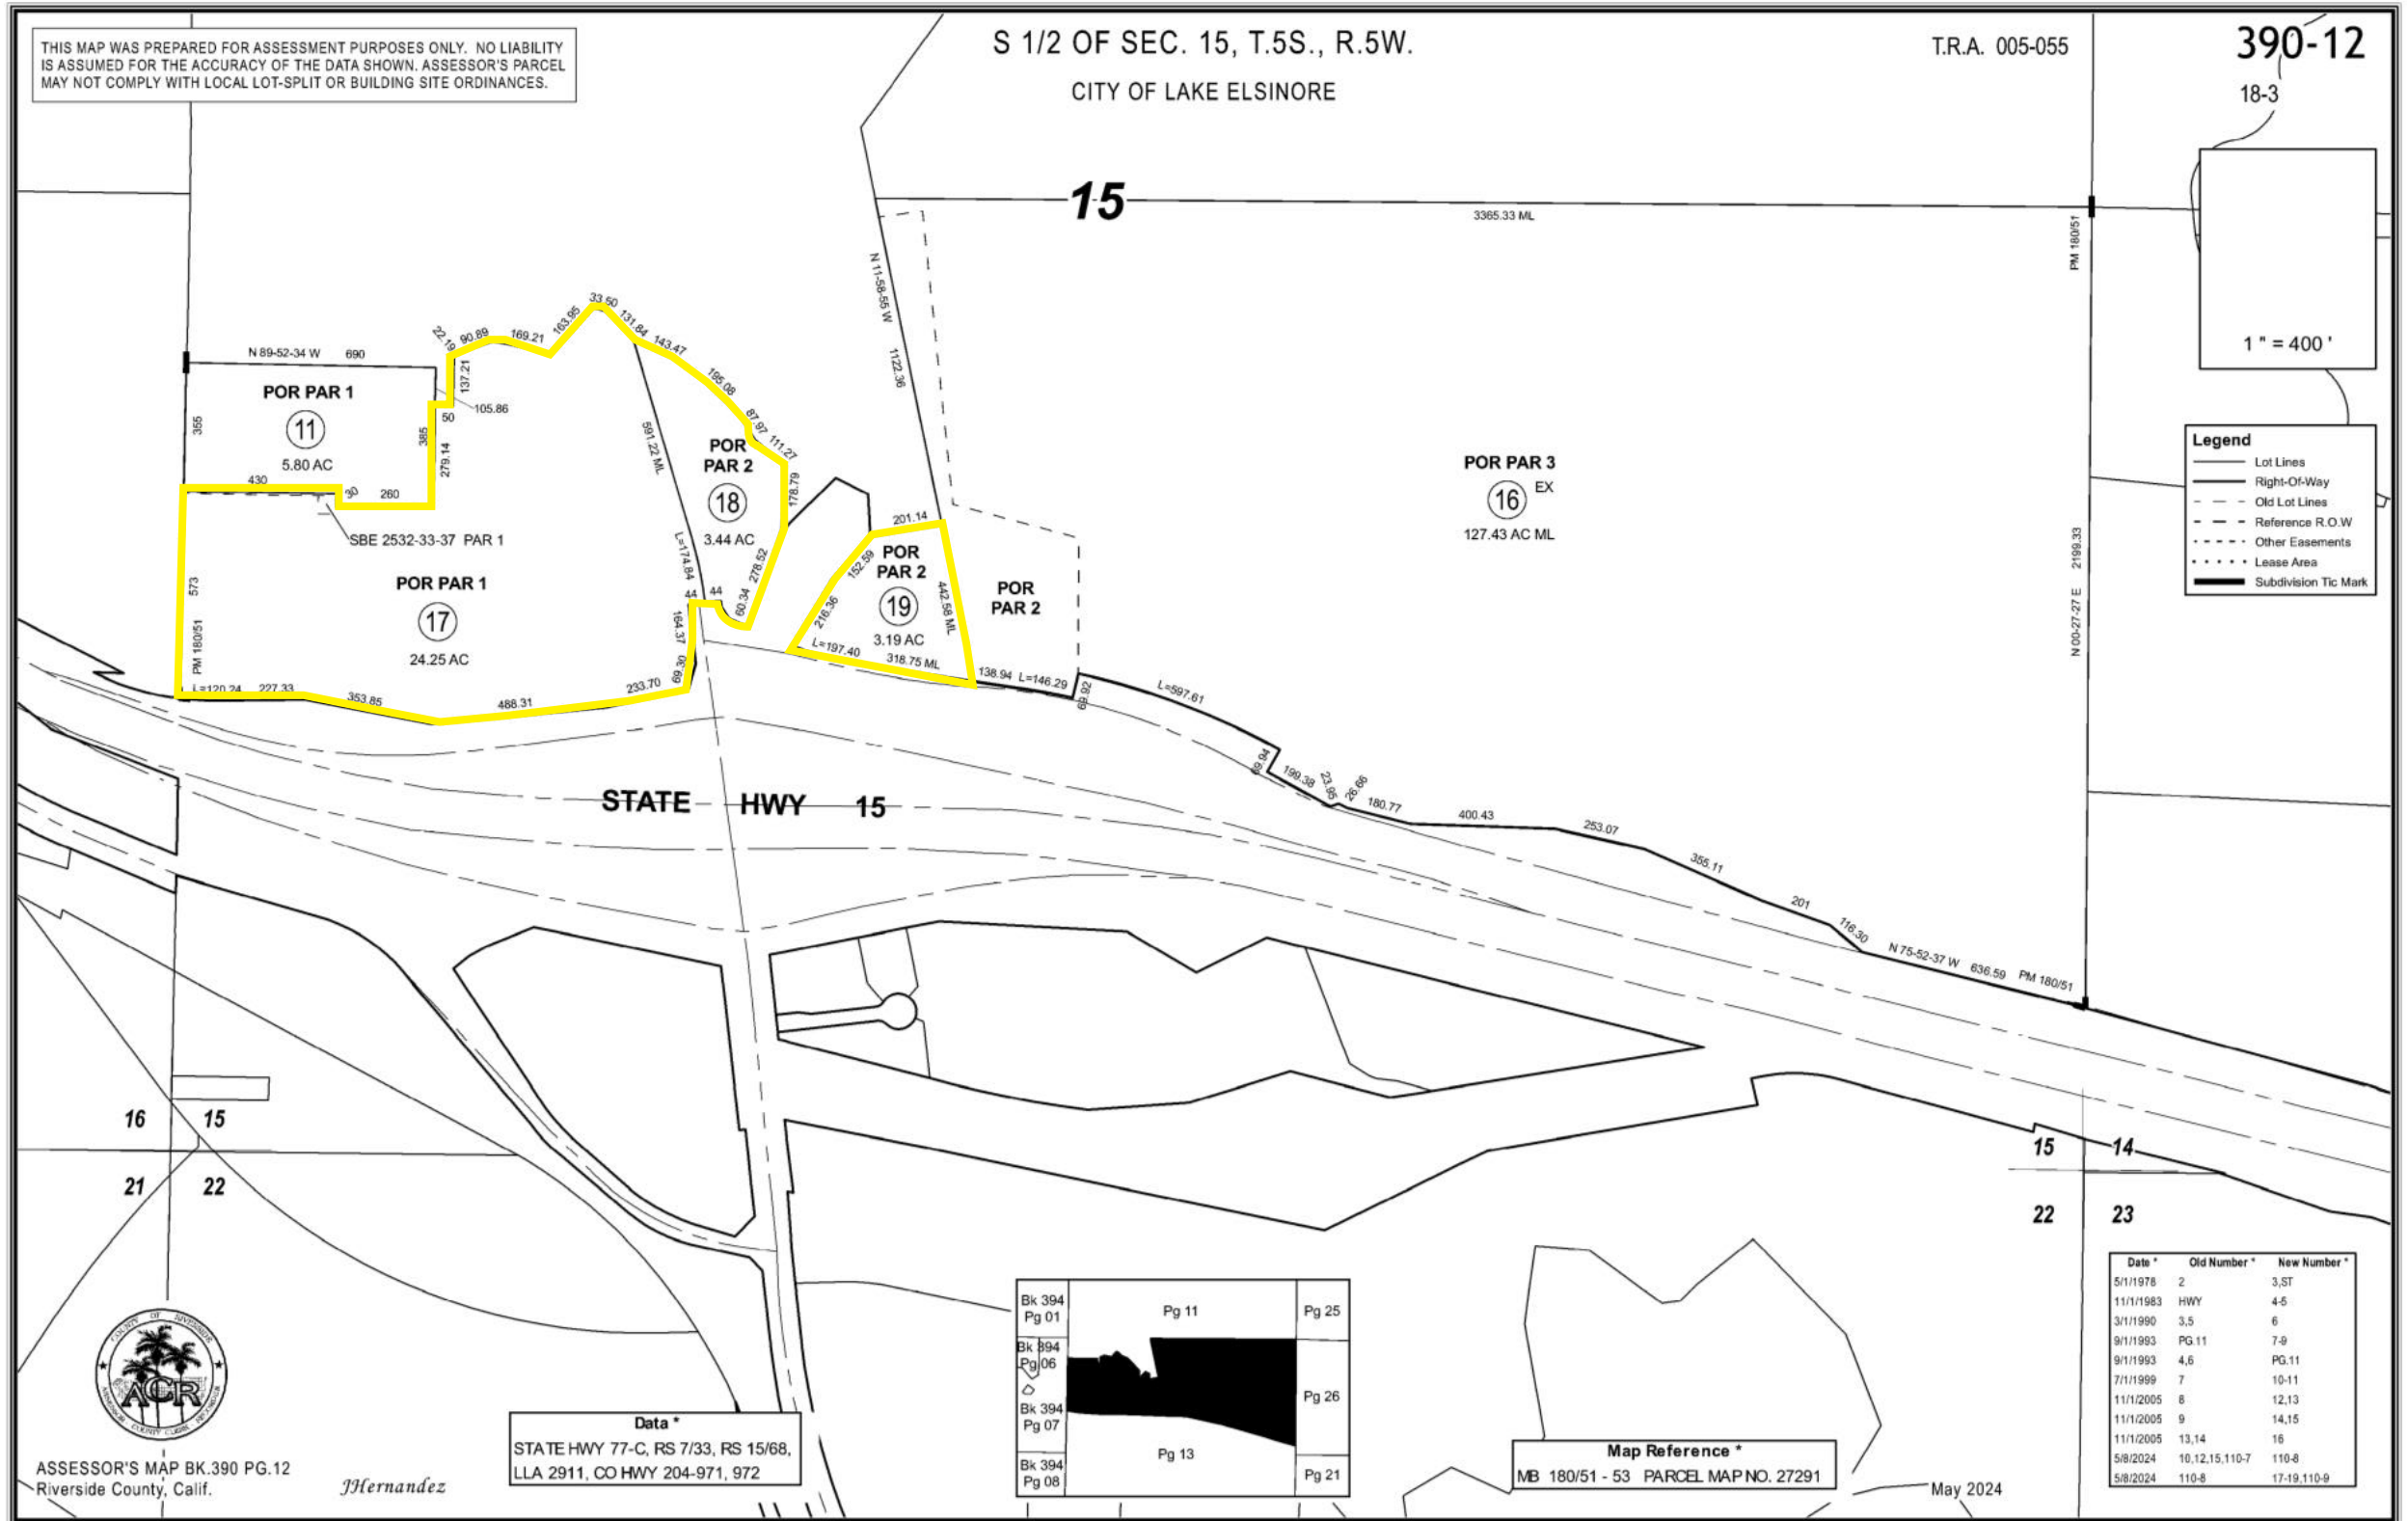 THIS MAP WAS PREPARED FOR ASSESSMENT PURPOSES ONLY. NO LIABILITY
IS ASSUMED FOR THE ACCURACY OF THE DATA SHOWN. ASSESSOR'S PARCEL
MAY NOT COMPLY WITH LOCAL LOT-SPLIT OR BUILDING SITE ORDINANCES.
S 1/2 OF SEC. 15, T.5S., R.5W.
CITY OF LAKE ELSINORE
T.R.A. 005-055
390-12
18-3
15
3365.33 ML
PM 180/51
N 00-27-27 E 2199.33
1 " = 400 '
Legend
Lot Lines
Right-Of-Way
Old Lot Lines
Reference R.O.W
Other Easements
Lease Area
Subdivision Tic Mark
N 89-52-34 W 690
POR PAR 1
11
5.80 AC
355
385
430
30
260
279.14
50
105.86
137.21
22.19
90.89
169.21
163.95
33.50
131.84
143.47
195.08
87.97
111.27
178.79
278.52
60.34
44
44
164.37
69.30
591.22 ML
L=174.84
SBE 2532-33-37 PAR 1
POR PAR 1
17
24.25 AC
573
PM 180/51
L=120.24
227.33
353.85
488.31
233.70
POR
PAR 2
18
3.44 AC
N 11-58-55 W
1122.36
201.14
152.59
216.36
POR
PAR 2
19
3.19 AC
442.58 ML
L=197.40
318.75 ML
POR
PAR 2
138.94
L=146.29
69.92
L=597.61
69.94
199.38
23.95
26.66
180.77
400.43
253.07
355.11
201
116.30
N 75-52-37 W 636.59 PM 180/51
POR PAR 3
16 EX
127.43 AC ML
STATE HWY 15
16 15
21 22
15 14
22 23
COUNTY OF RIVERSIDE
ACR
ASSESSOR - COUNTY CLERK - RECORDER
ASSESSOR'S MAP BK.390 PG.12
Riverside County, Calif.
JHernandez
Data *
STATE HWY 77-C, RS 7/33, RS 15/68,
LLA 2911, CO HWY 204-971, 972
Bk 394
Pg 01
Bk 394
Pg 06
Bk 394
Pg 07
Bk 394
Pg 08
Pg 11
Pg 13
Pg 25
Pg 26
Pg 21
Map Reference *
MB 180/51 - 53 PARCEL MAP NO. 27291
May 2024
Date * Old Number * New Number *
5/1/1978 2 3,ST
11/1/1983 HWY 4-5
3/1/1990 3,5 6
9/1/1993 PG.11 7-9
9/1/1993 4,6 PG.11
7/1/1999 7 10-11
11/1/2005 8 12,13
11/1/2005 9 14,15
11/1/2005 13,14 16
5/8/2024 10,12,15,110-7 110-8
5/8/2024 110-8 17-19,110-9